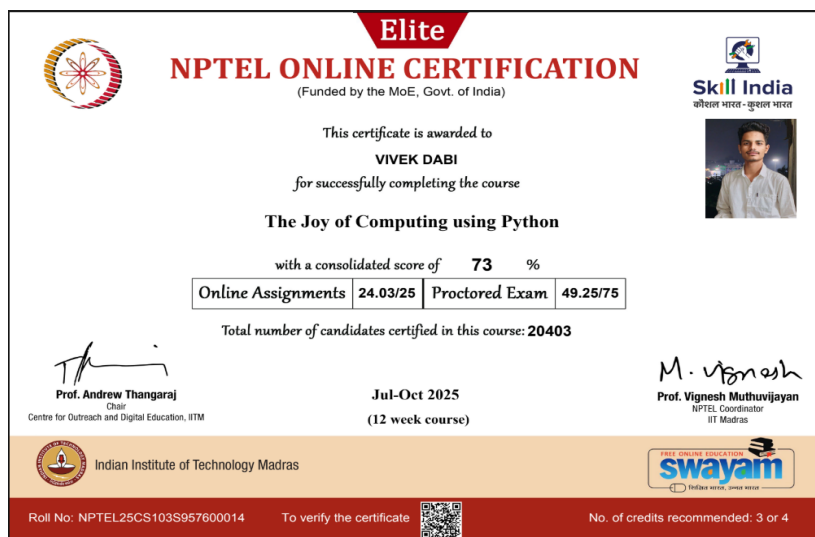 Elite
NPTEL ONLINE CERTIFICATION
(Funded by the MoE, Govt. of India)
Skill India
कौशल भारत - कुशल भारत
This certificate is awarded to
VIVEK DABI
for successfully completing the course
The Joy of Computing using Python
with a consolidated score of 73 %
Online Assignments 24.03/25 Proctored Exam 49.25/75
Total number of candidates certified in this course: 20403
M. Vignesh
Prof. Andrew Thangaraj
Chair
Centre for Outreach and Digital Education, IITM
Jul-Oct 2025
(12 week course)
Prof. Vignesh Muthuvijayan
NPTEL Coordinator
IIT Madras
Indian Institute of Technology Madras
FREE ONLINE EDUCATION
swayam
शिक्षित भारत, उन्नत भारत
Roll No: NPTEL25CS103S957600014 To verify the certificate No. of credits recommended: 3 or 4